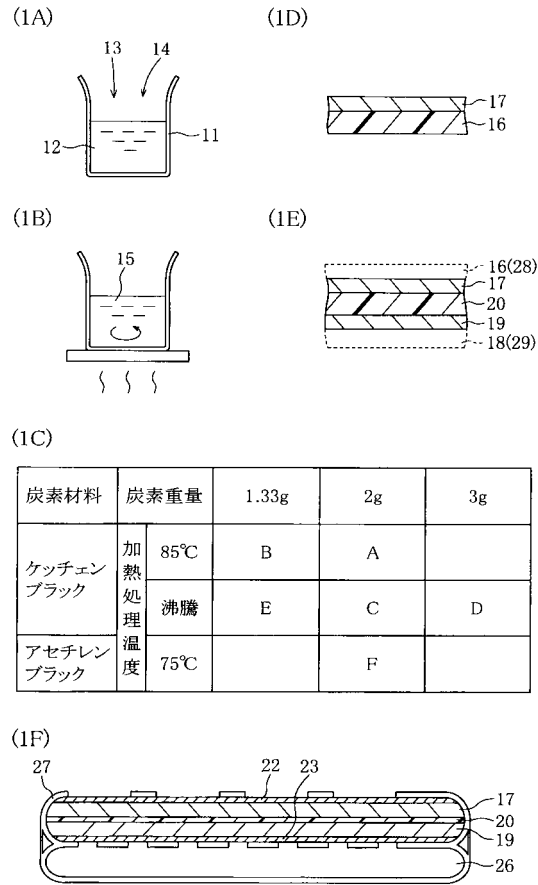 (1A)
13 14
12 11
(1D)
17
16
(1B)
15
(1E)
16(28)
17
20
19
18(29)
(1C)
炭素材料 炭素重量 1.33g 2g 3g
ケッチェンブラック 加熱処理温度 85℃ B A
沸騰 E C D
アセチレンブラック 75℃ F
(1F)
27 22 23
17
20
19
26